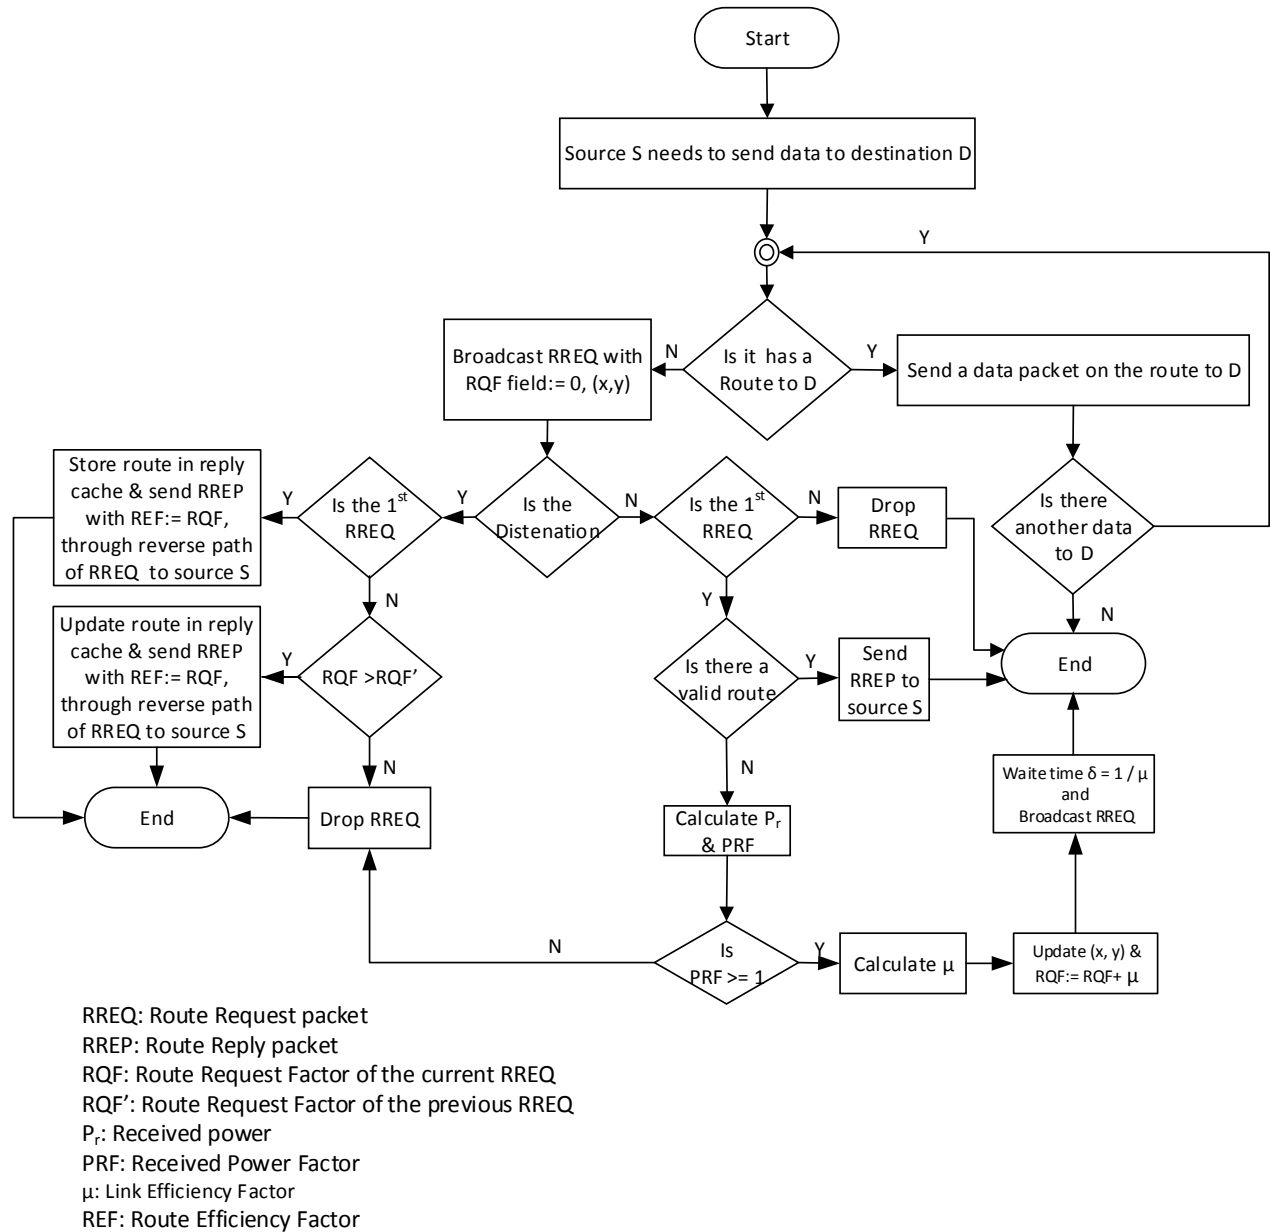 Start
Source S needs to send data to destination D
Y
Is it has a
Route to D
N
Y
Broadcast RREQ with
RQF field:= 0, (x,y)
Send a data packet on the route to D
Store route in reply
cache & send RREP
with REF:= RQF,
through reverse path
of RREQ to source S
Y
Is the 1st
RREQ
Y
Is the
Distenation
N
Is the 1st
RREQ
N
Drop
RREQ
Is there
another data
to D
N
Y
N
Update route in reply
cache & send RREP
with REF:= RQF,
through reverse path
of RREQ to source S
Y
RQF >RQF’
Is there a
valid route
Y
Send
RREP to
source S
End
N
N
Waite time δ = 1 / μ
and
Broadcast RREQ
End
Drop RREQ
Calculate Pr
& PRF
N
Is
PRF >= 1
Y
Calculate μ
Update (x, y) &
RQF:= RQF+ μ
RREQ: Route Request packet
RREP: Route Reply packet
RQF: Route Request Factor of the current RREQ
RQF’: Route Request Factor of the previous RREQ
Pr: Received power
PRF: Received Power Factor
μ: Link Efficiency Factor
REF: Route Efficiency Factor